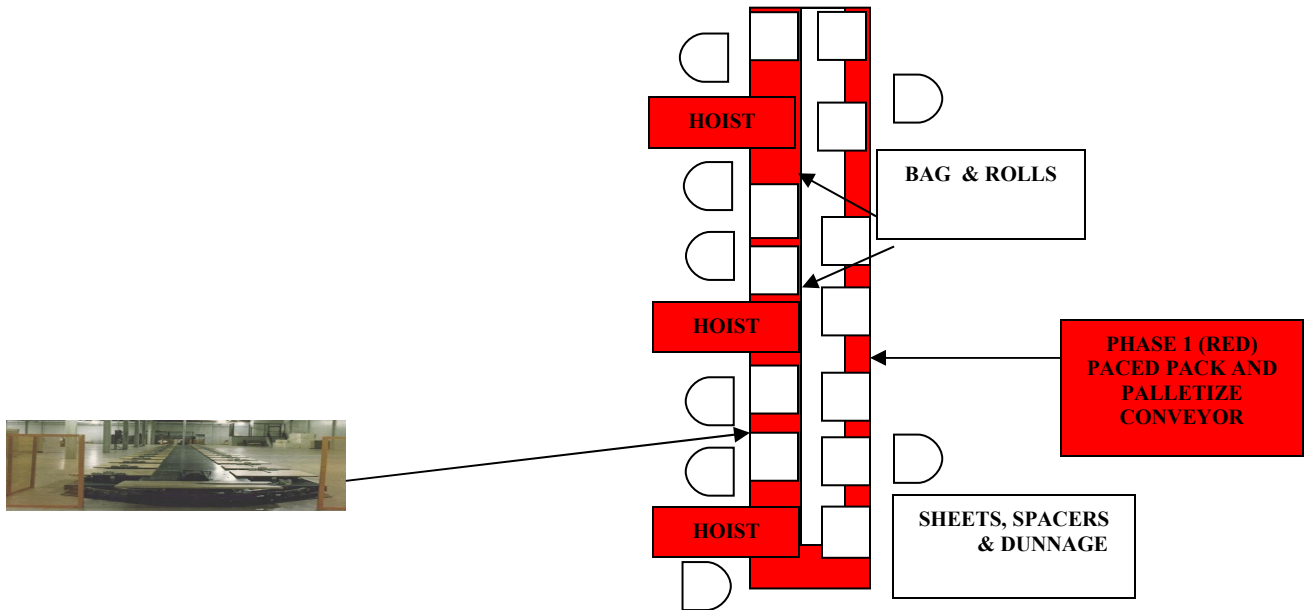 HOIST
BAG & ROLLS
HOIST
PHASE 1 (RED)
PACED PACK AND
PALLETIZE
CONVEYOR
HOIST
SHEETS, SPACERS
& DUNNAGE